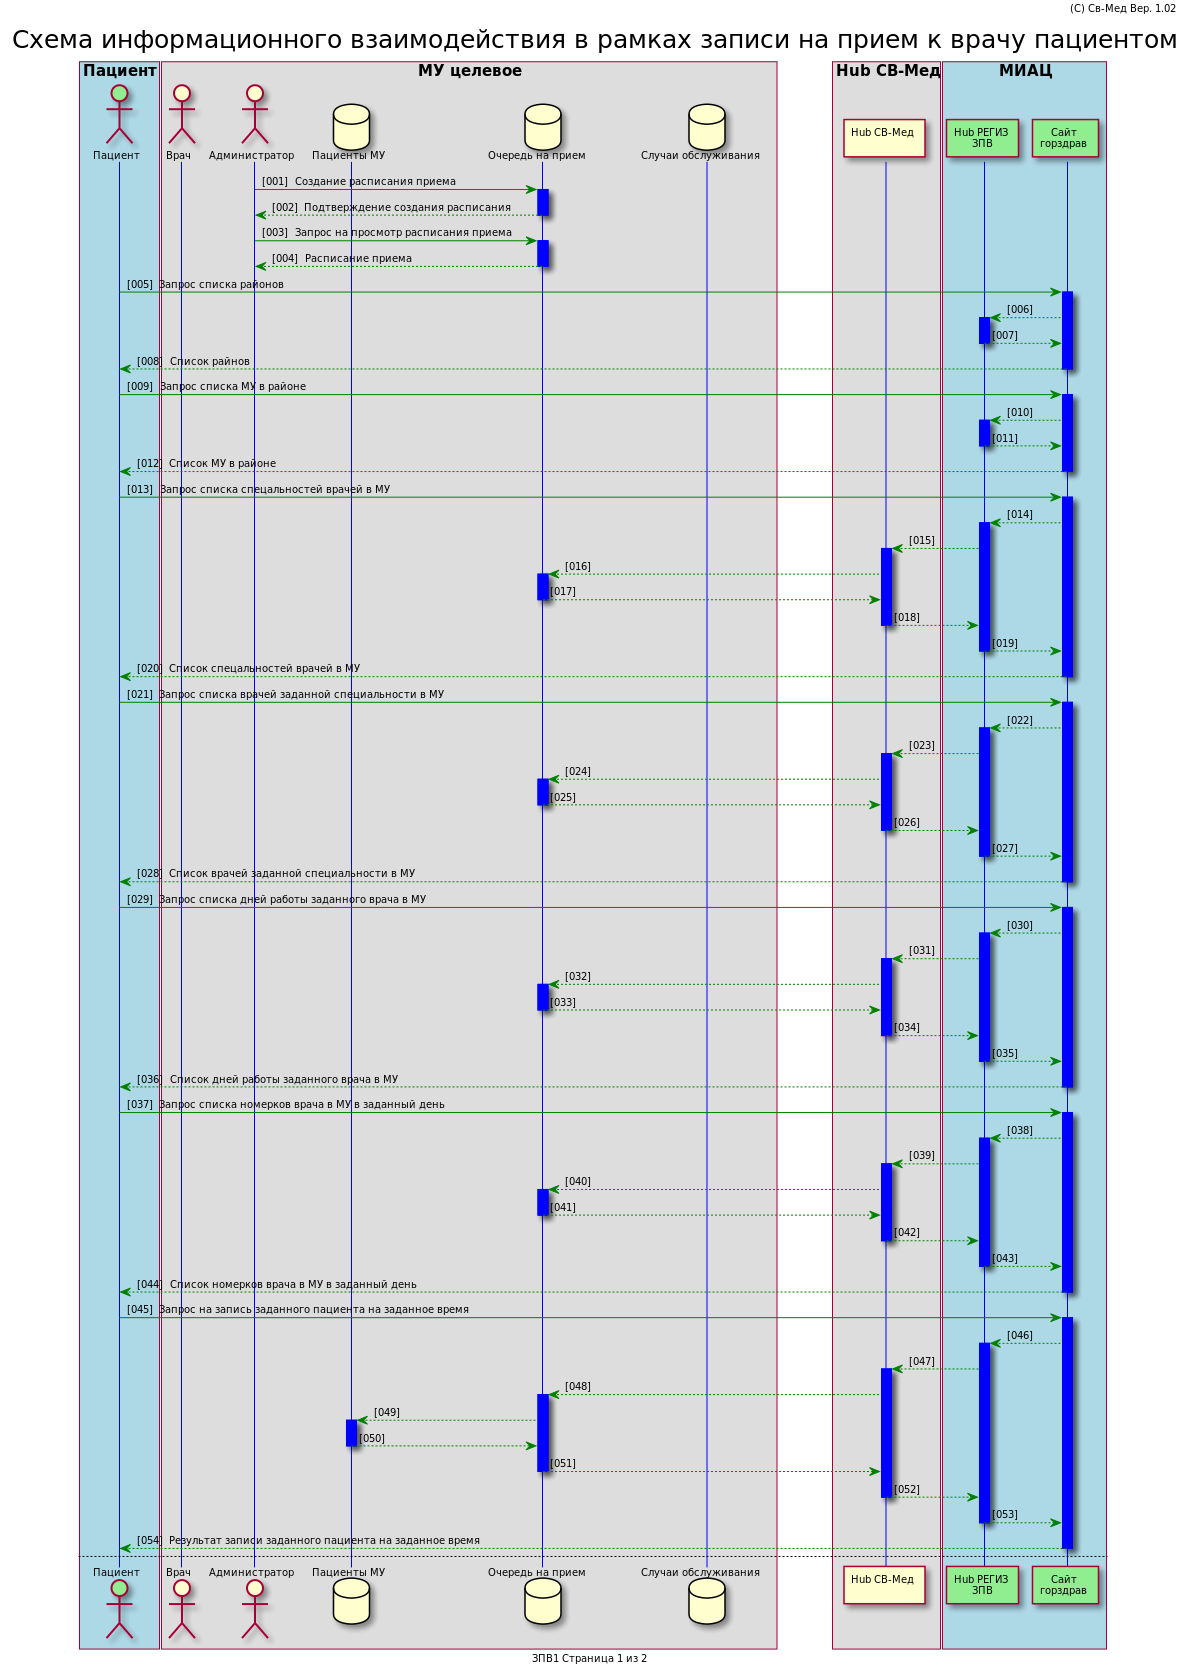 (C) Св-Мед Вер. 1.02
Схема информационного взаимодействия в рамках записи на прием к врачу пациентом
Пациент
МУ целевое
Hub СВ-Мед
МИАЦ
Пациент
Врач
Администратор
Пациенты МУ
Очередь на прием
Случаи обслуживания
Hub СВ-Мед
Hub РЕГИЗ
ЗПВ
Сайт
горздрав
[001] Создание расписания приема
[002] Подтверждение создания расписания
[003] Запрос на просмотр расписания приема
[004] Расписание приема
[005] Запрос списка районов
[006]
[007]
[008] Список райнов
[009] Запрос списка МУ в районе
[010]
[011]
[012] Список МУ в районе
[013] Запрос списка спецальностей врачей в МУ
[014]
[015]
[016]
[017]
[018]
[019]
[020] Список спецальностей врачей в МУ
[021] Запрос списка врачей заданной специальности в МУ
[022]
[023]
[024]
[025]
[026]
[027]
[028] Список врачей заданной специальности в МУ
[029] Запрос списка дней работы заданного врача в МУ
[030]
[031]
[032]
[033]
[034]
[035]
[036] Список дней работы заданного врача в МУ
[037] Запрос списка номерков врача в МУ в заданный день
[038]
[039]
[040]
[041]
[042]
[043]
[044] Список номерков врача в МУ в заданный день
[045] Запрос на запись заданного пациента на заданное время
[046]
[047]
[048]
[049]
[050]
[051]
[052]
[053]
[054] Результат записи заданного пациента на заданное время
Пациент
Врач
Администратор
Пациенты МУ
Очередь на прием
Случаи обслуживания
Hub СВ-Мед
Hub РЕГИЗ
ЗПВ
Сайт
горздрав
ЗПВ1 Страница 1 из 2